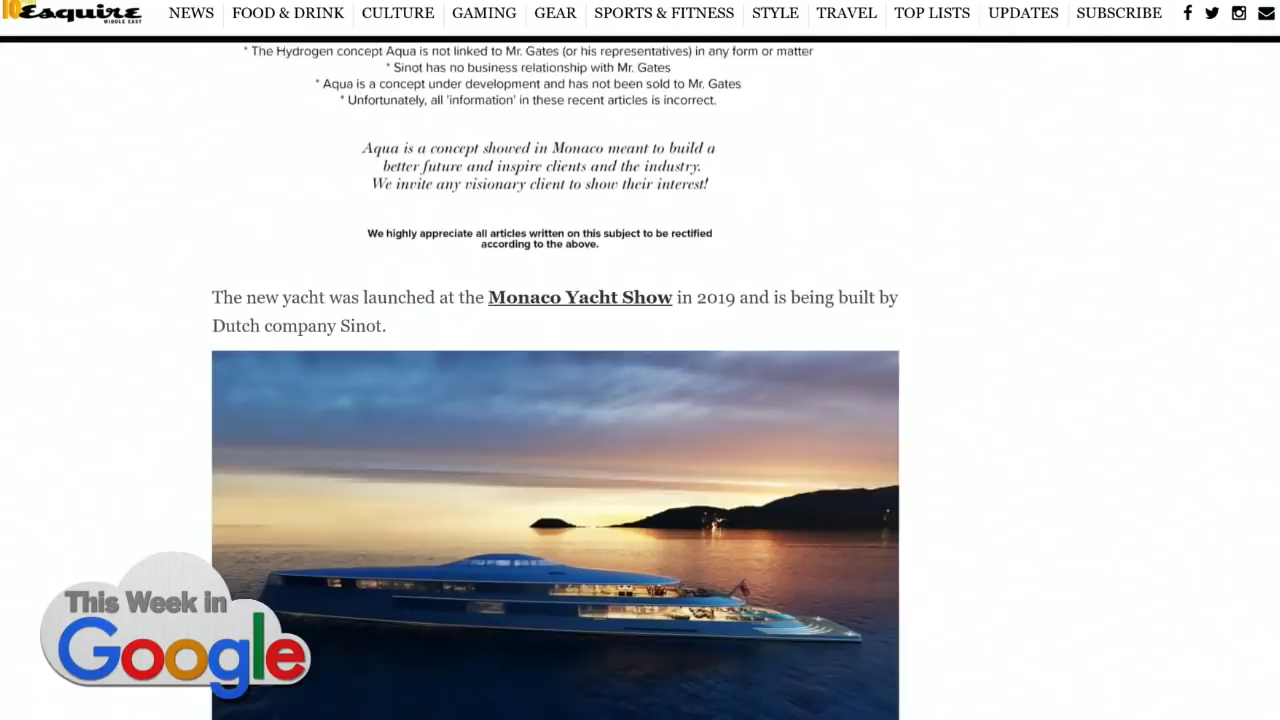 Esquire
MIDDLE EAST
NEWS FOOD & DRINK CULTURE GAMING GEAR SPORTS & FITNESS STYLE TRAVEL TOP LISTS UPDATES SUBSCRIBE
* The Hydrogen concept Aqua is not linked to Mr. Gates (or his representatives) in any form or matter
* Sinot has no business relationship with Mr. Gates
* Aqua is a concept under development and has not been sold to Mr. Gates
* Unfortunately, all 'information' in these recent articles is incorrect.
Aqua is a concept showed in Monaco meant to build a
better future and inspire clients and the industry.
We invite any visionary client to show their interest!
We highly appreciate all articles written on this subject to be rectified
according to the above.
The new yacht was launched at the Monaco Yacht Show in 2019 and is being built by
Dutch company Sinot.
This Week in
Google